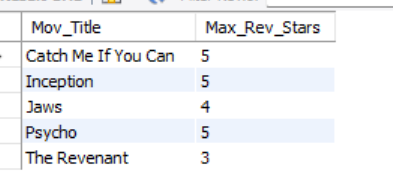 Mov_Title Max_Rev_Stars
Catch Me If You Can 5
Inception 5
Jaws 4
Psycho 5
The Revenant 3